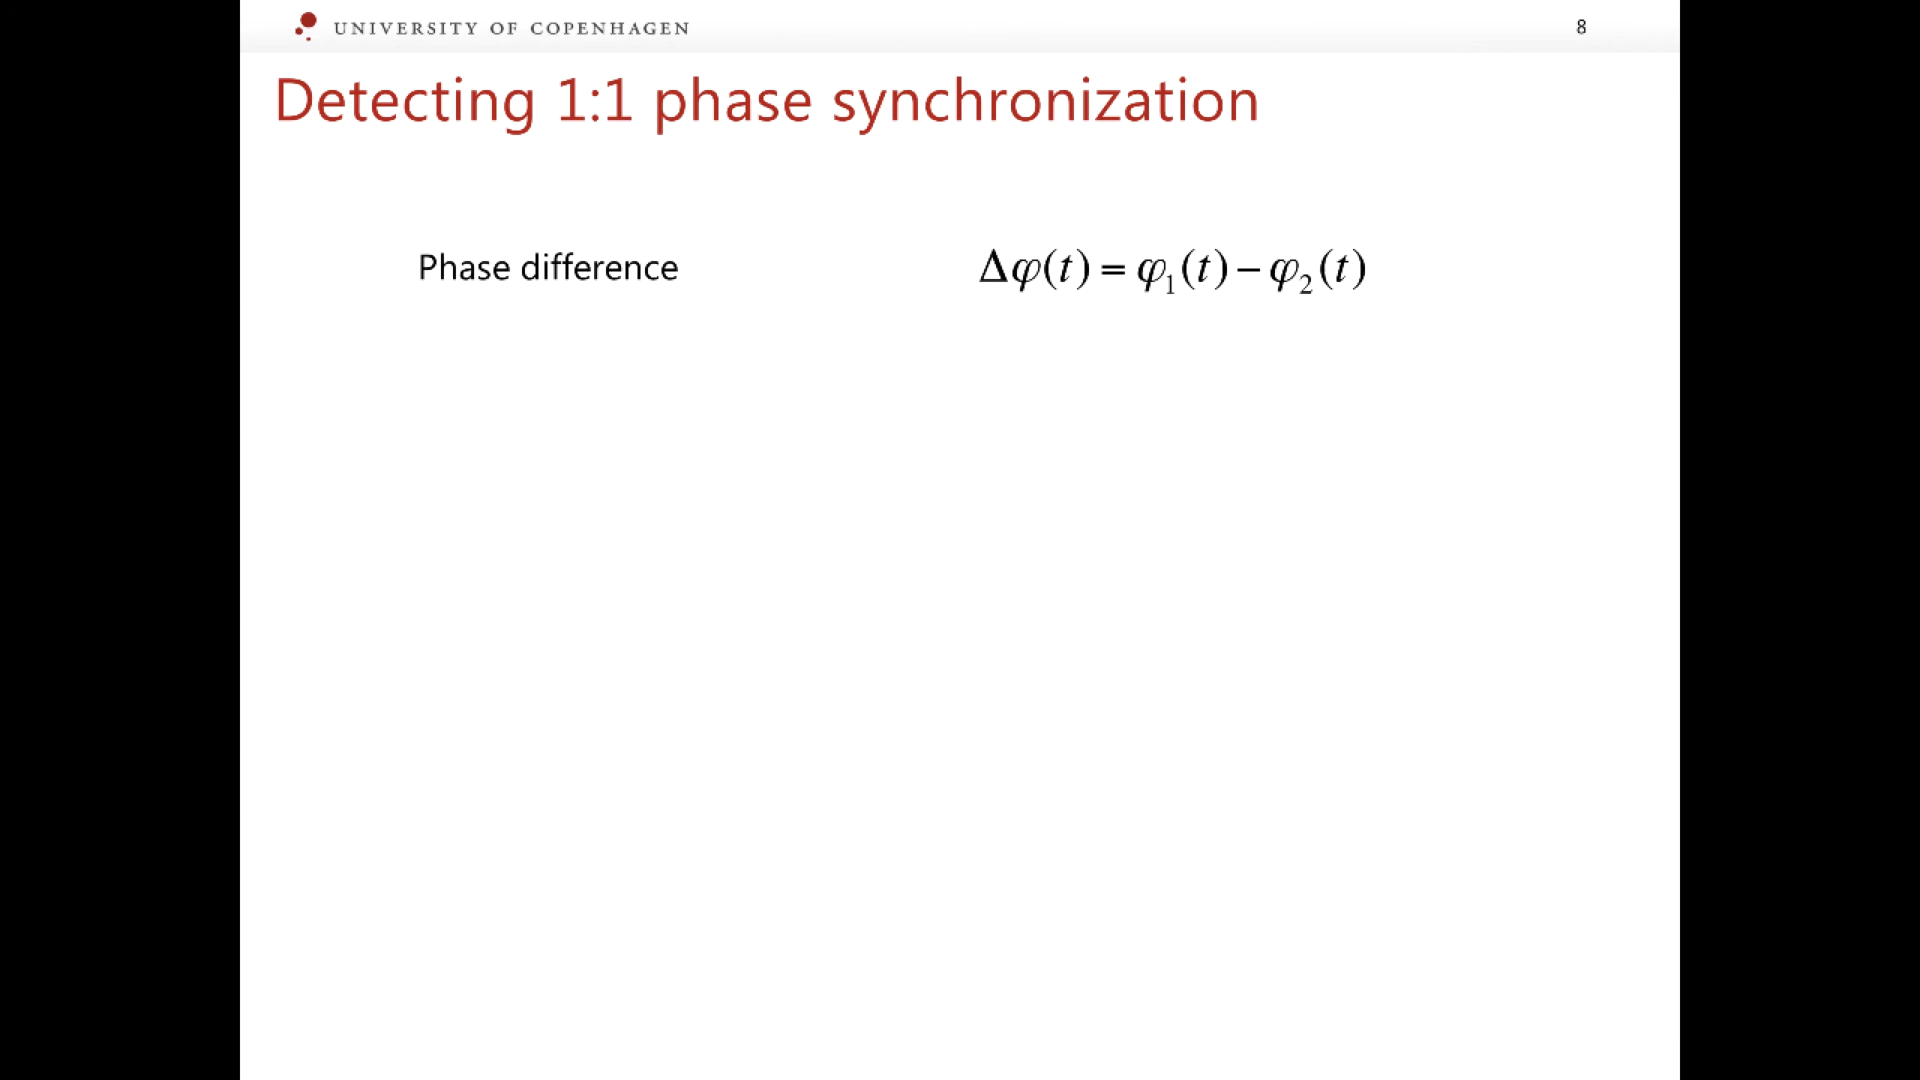 UNIVERSITY OF COPENHAGEN 8
Detecting 1:1 phase synchronization
Phase difference Δφ(t) = φ₁(t) − φ₂(t)